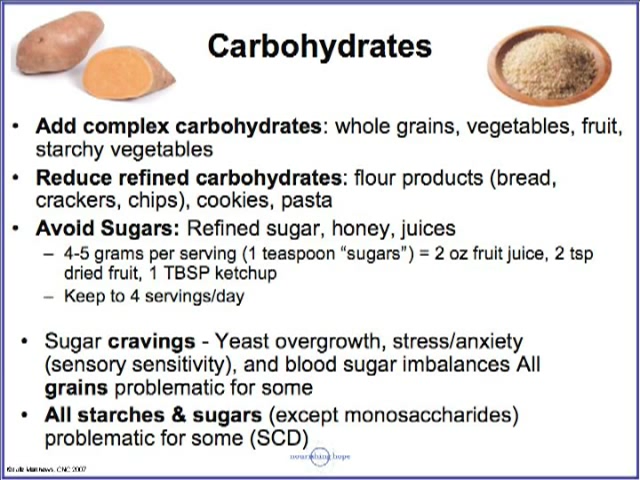 Carbohydrates
• Add complex carbohydrates: whole grains, vegetables, fruit,
starchy vegetables
• Reduce refined carbohydrates: flour products (bread,
crackers, chips), cookies, pasta
• Avoid Sugars: Refined sugar, honey, juices
– 4-5 grams per serving (1 teaspoon “sugars”) = 2 oz fruit juice, 2 tsp
dried fruit, 1 TBSP ketchup
– Keep to 4 servings/day
• Sugar cravings - Yeast overgrowth, stress/anxiety
(sensory sensitivity), and blood sugar imbalances All
grains problematic for some
• All starches & sugars (except monosaccharides)
problematic for some (SCD)
nourishing hope
Matthews, CNC 2007